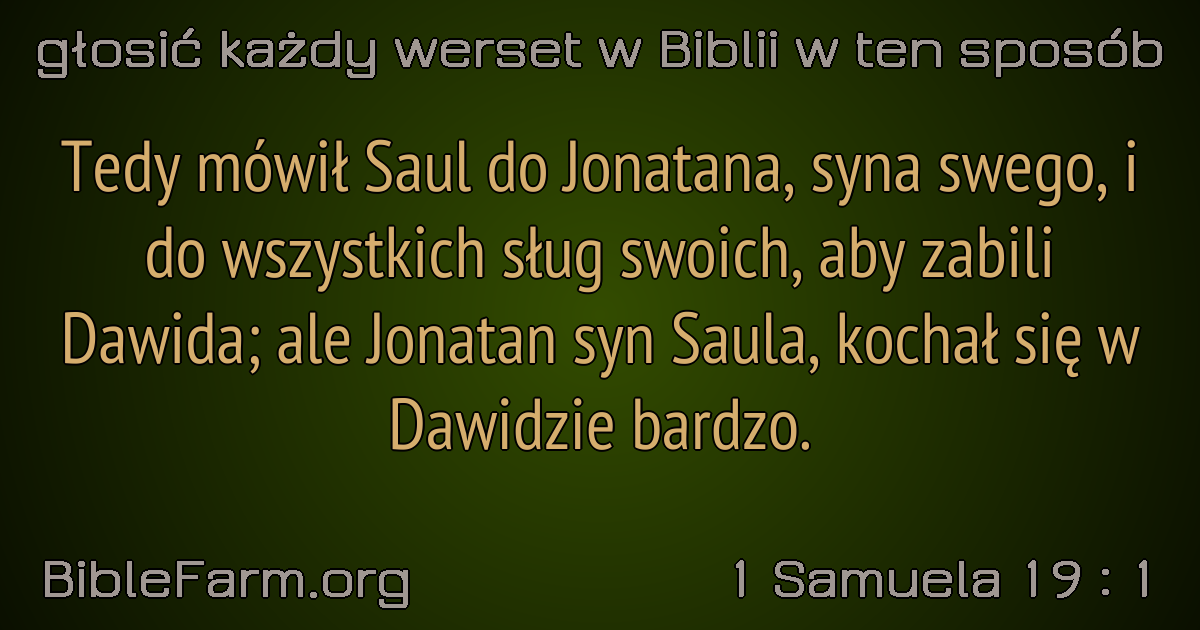 głosić każdy werset w Biblii w ten sposób
Tedy mówił Saul do Jonatana, syna swego, i
do wszystkich sług swoich, aby zabili
Dawida; ale Jonatan syn Saula, kochał się w
Dawidzie bardzo.
BibleFarm.org
1 Samuela 19 : 1